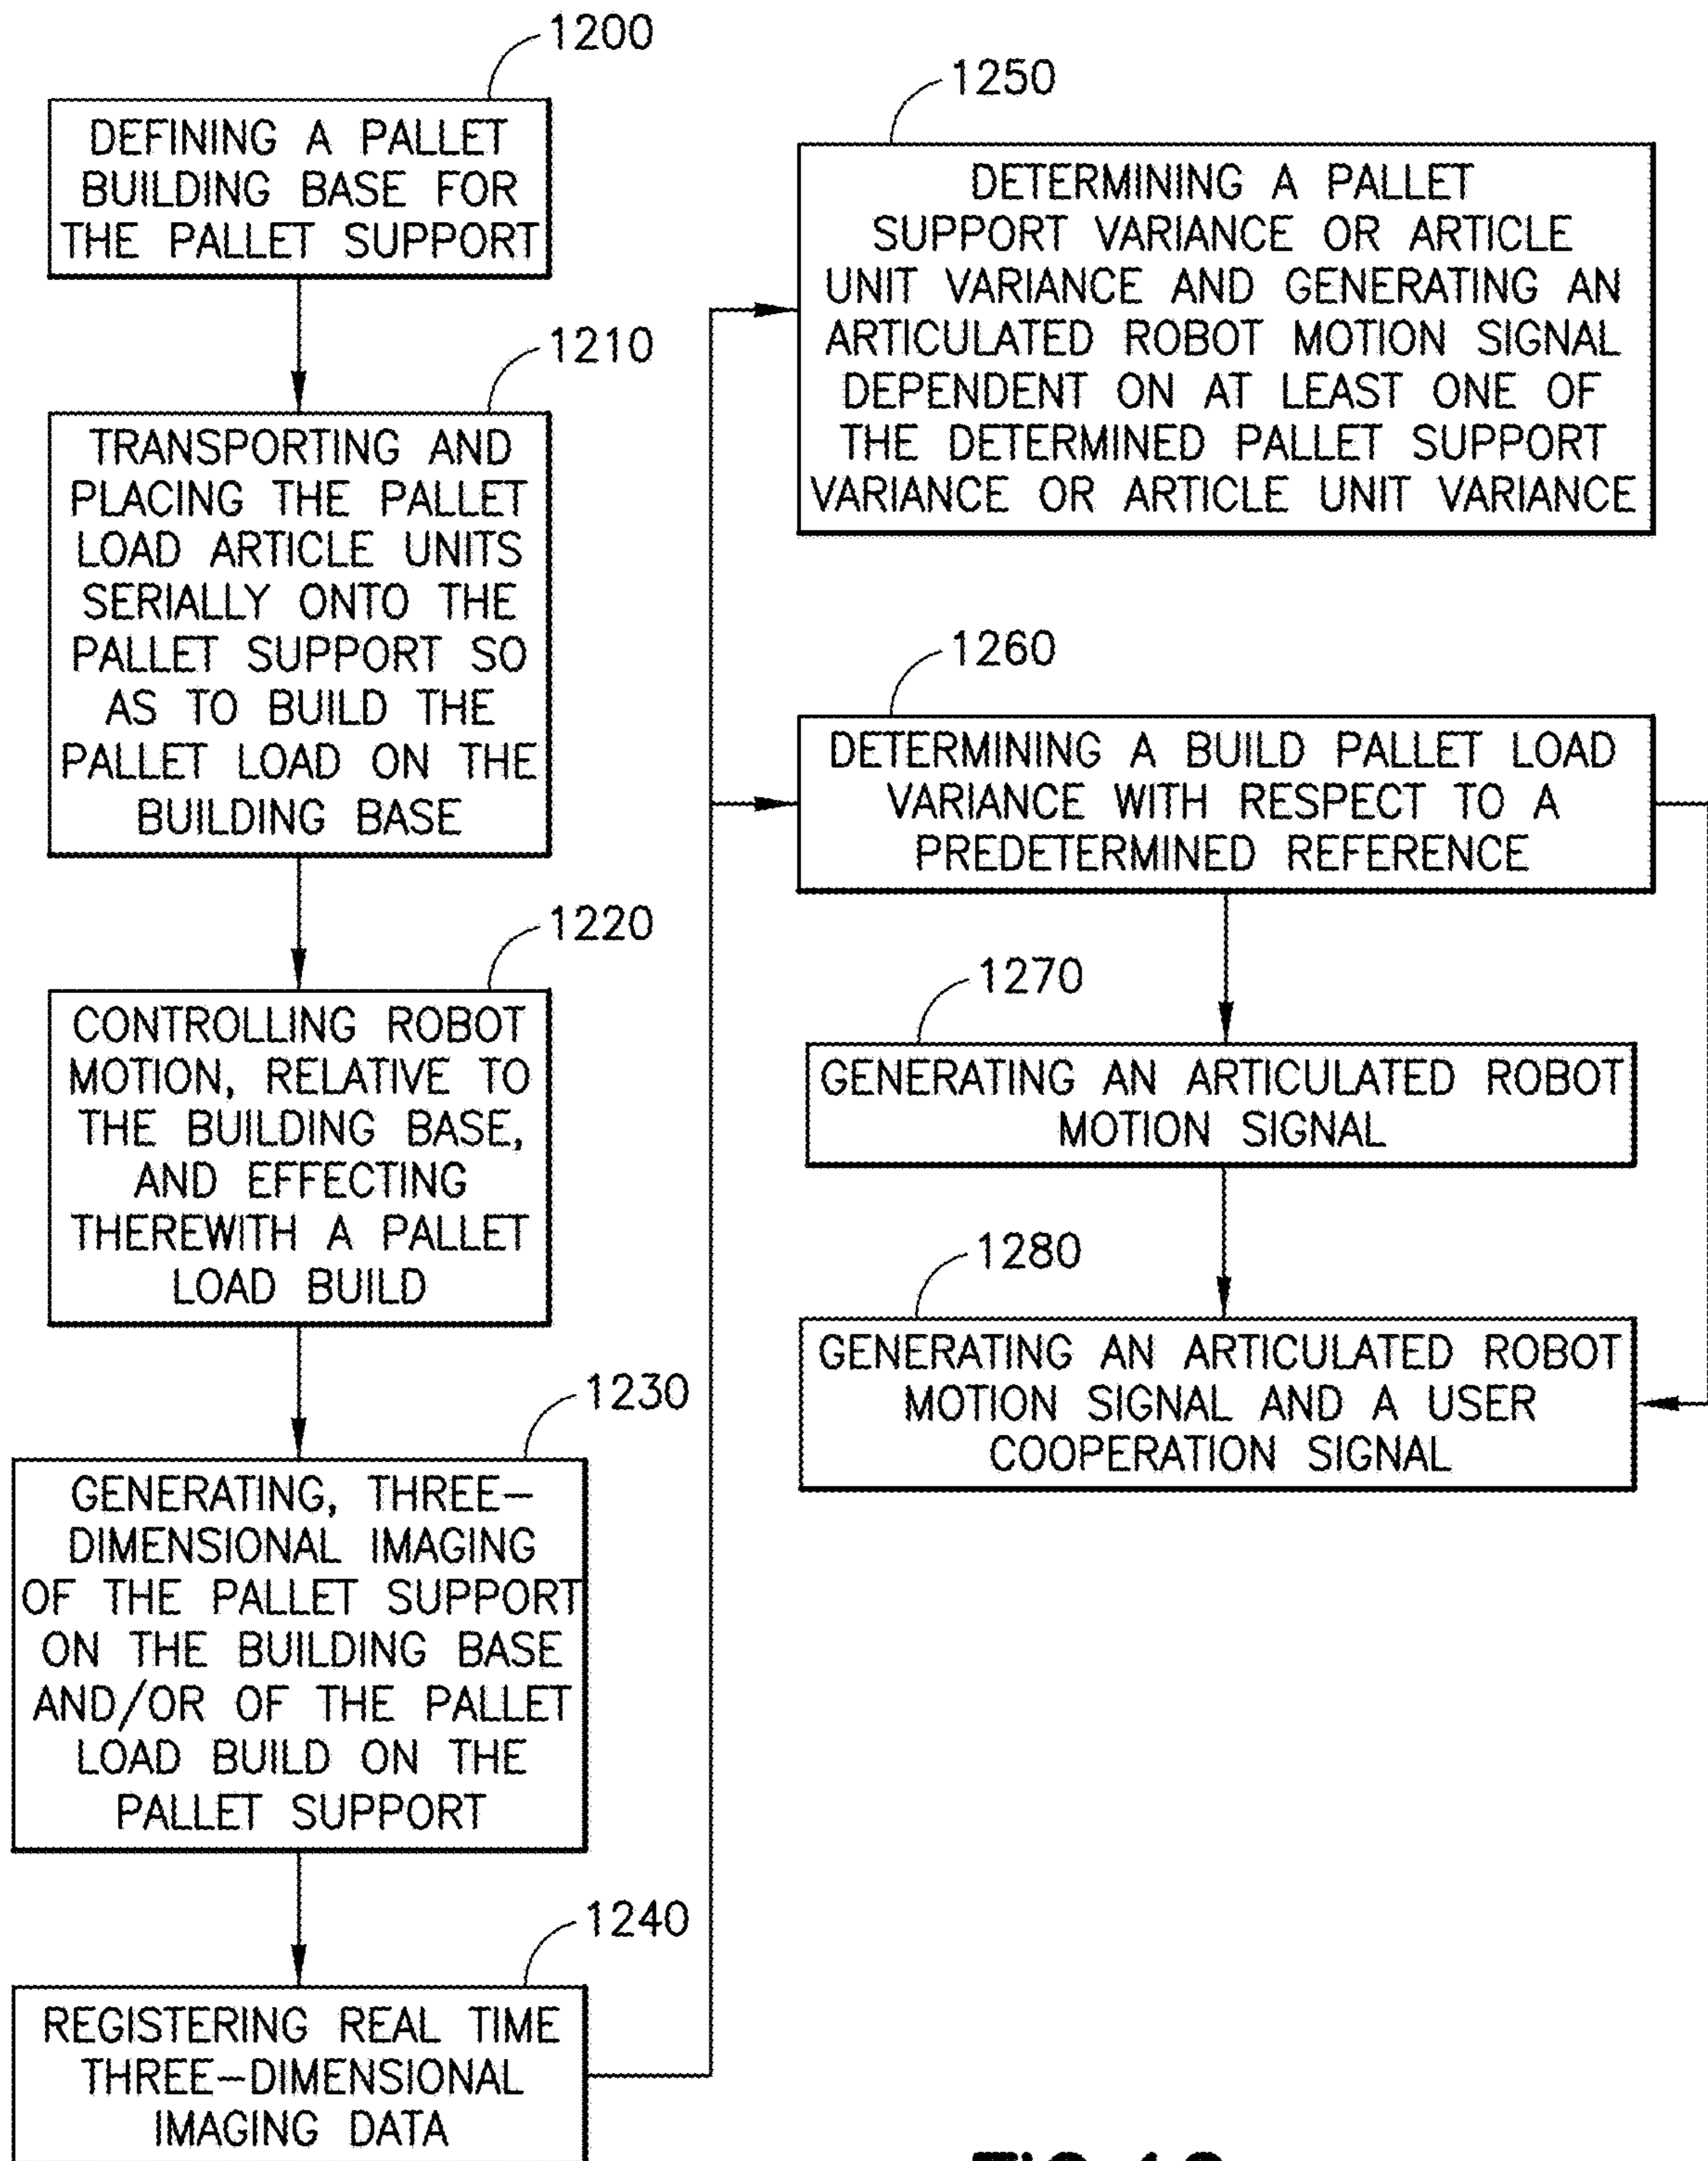 1200
DEFINING A PALLET
BUILDING BASE FOR
THE PALLET SUPPORT
1210
TRANSPORTING AND
PLACING THE PALLET
LOAD ARTICLE UNITS
SERIALLY ONTO THE
PALLET SUPPORT SO
AS TO BUILD THE
PALLET LOAD ON THE
BUILDING BASE
1220
CONTROLLING ROBOT
MOTION, RELATIVE TO
THE BUILDING BASE,
AND EFFECTING
THEREWITH A PALLET
LOAD BUILD
1230
GENERATING, THREE-
DIMENSIONAL IMAGING
OF THE PALLET SUPPORT
ON THE BUILDING BASE
AND/OR OF THE PALLET
LOAD BUILD ON THE
PALLET SUPPORT
1240
REGISTERING REAL TIME
THREE-DIMENSIONAL
IMAGING DATA
1250
DETERMINING A PALLET
SUPPORT VARIANCE OR ARTICLE
UNIT VARIANCE AND GENERATING AN
ARTICULATED ROBOT MOTION SIGNAL
DEPENDENT ON AT LEAST ONE OF
THE DETERMINED PALLET SUPPORT
VARIANCE OR ARTICLE UNIT VARIANCE
1260
DETERMINING A BUILD PALLET LOAD
VARIANCE WITH RESPECT TO A
PREDETERMINED REFERENCE
1270
GENERATING AN ARTICULATED ROBOT
MOTION SIGNAL
1280
GENERATING AN ARTICULATED ROBOT
MOTION SIGNAL AND A USER
COOPERATION SIGNAL